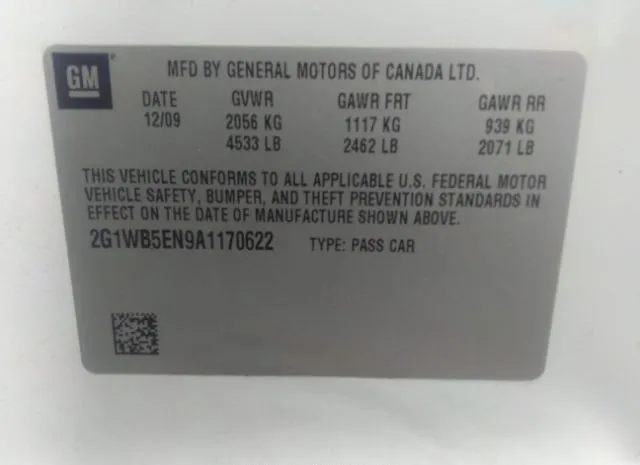 GM
MFD BY GENERAL MOTORS OF CANADA LTD.
DATE GVWR GAWR FRT GAWR RR
12/09 2056 KG 1117 KG 939 KG
4533 LB 2462 LB 2071 LB
THIS VEHICLE CONFORMS TO ALL APPLICABLE U.S. FEDERAL MOTOR
VEHICLE SAFETY, BUMPER, AND THEFT PREVENTION STANDARDS IN
EFFECT ON THE DATE OF MANUFACTURE SHOWN ABOVE.
2G1WB5EN9A1170622 TYPE: PASS CAR